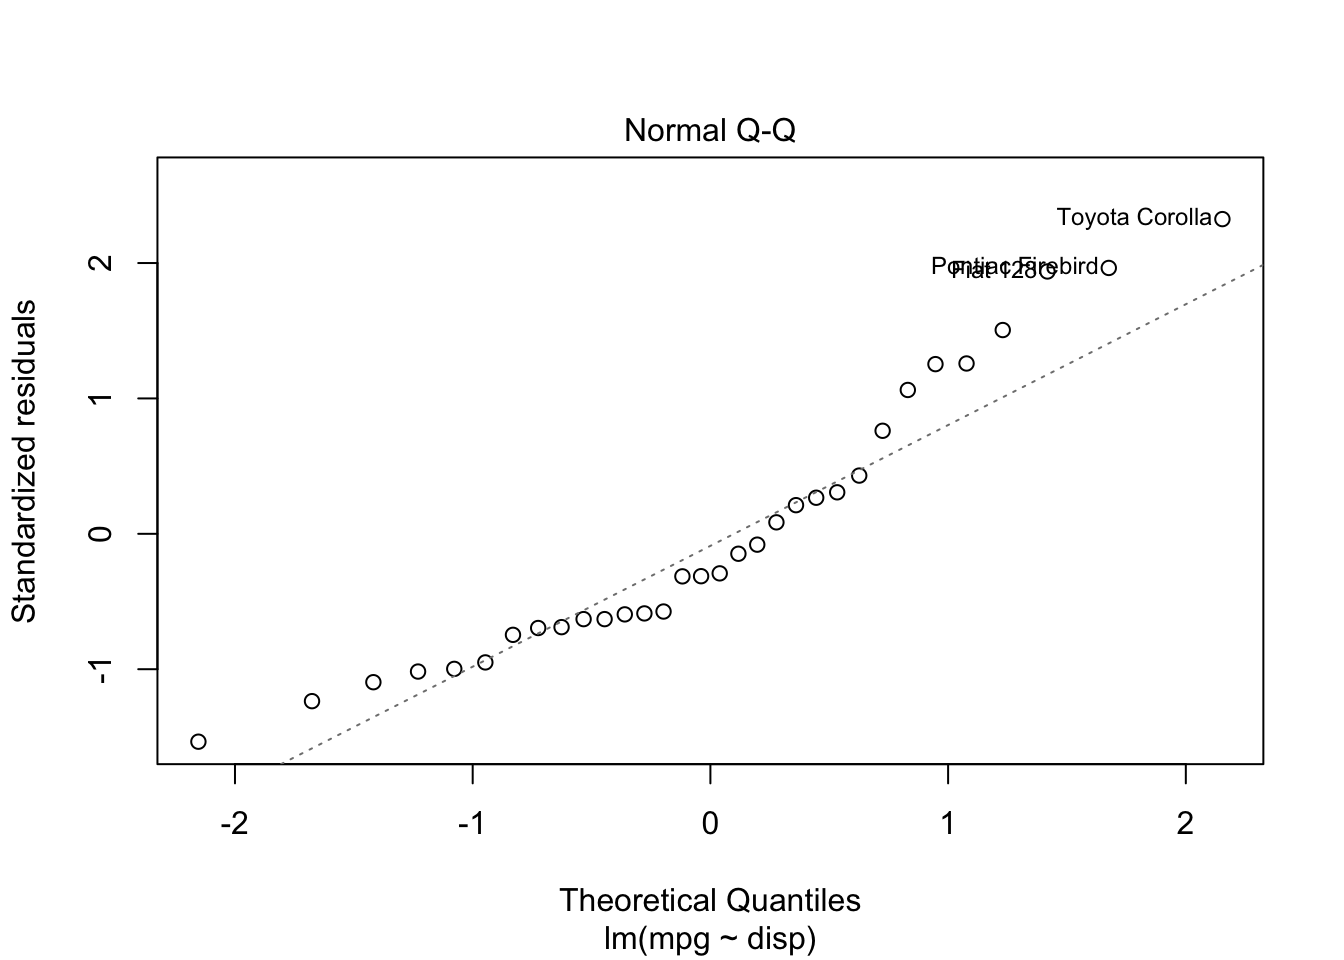 Normal Q-Q
Toyota Corolla
Pontiac Firebird
Fiat 128
2
1
0
-1
Standardized residuals
-2
-1
0
1
2
Theoretical Quantiles
lm(mpg ~ disp)